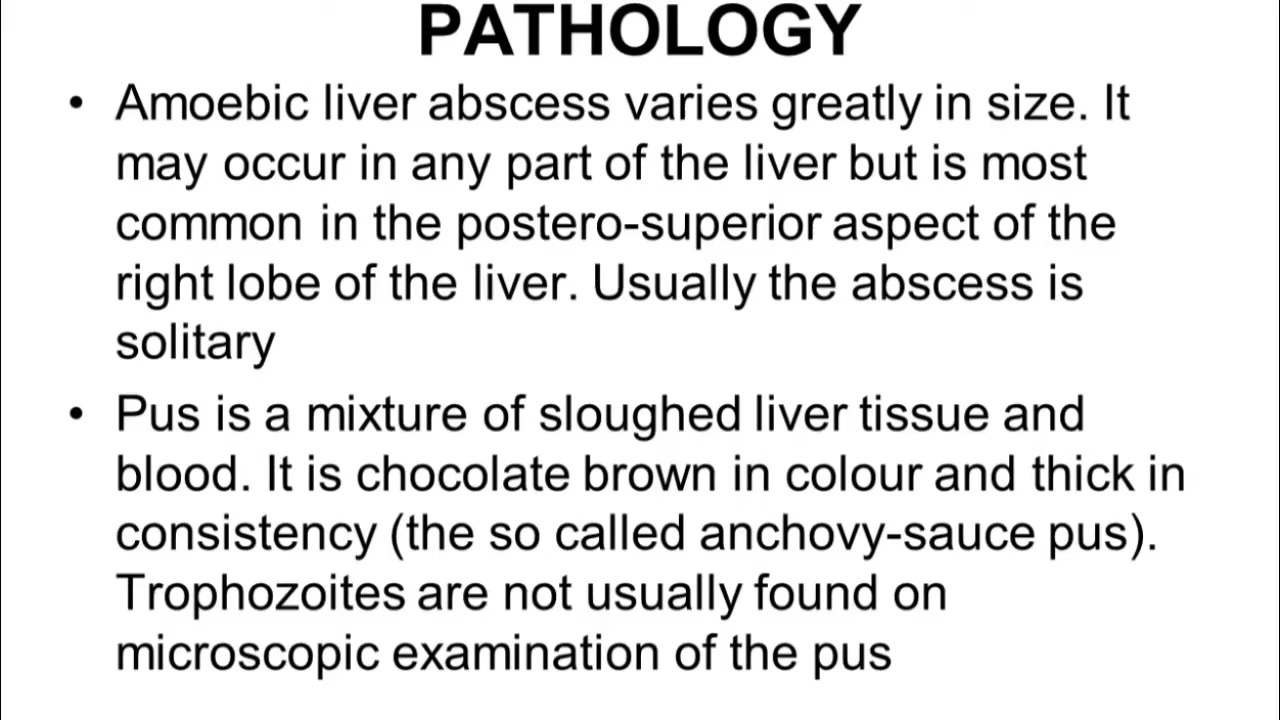 PATHOLOGY
• Amoebic liver abscess varies greatly in size. It
may occur in any part of the liver but is most
common in the postero-superior aspect of the
right lobe of the liver. Usually the abscess is
solitary
• Pus is a mixture of sloughed liver tissue and
blood. It is chocolate brown in colour and thick in
consistency (the so called anchovy-sauce pus).
Trophozoites are not usually found on
microscopic examination of the pus